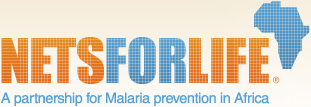 NETSFORLIFE®
A partnership for Malaria prevention in Africa